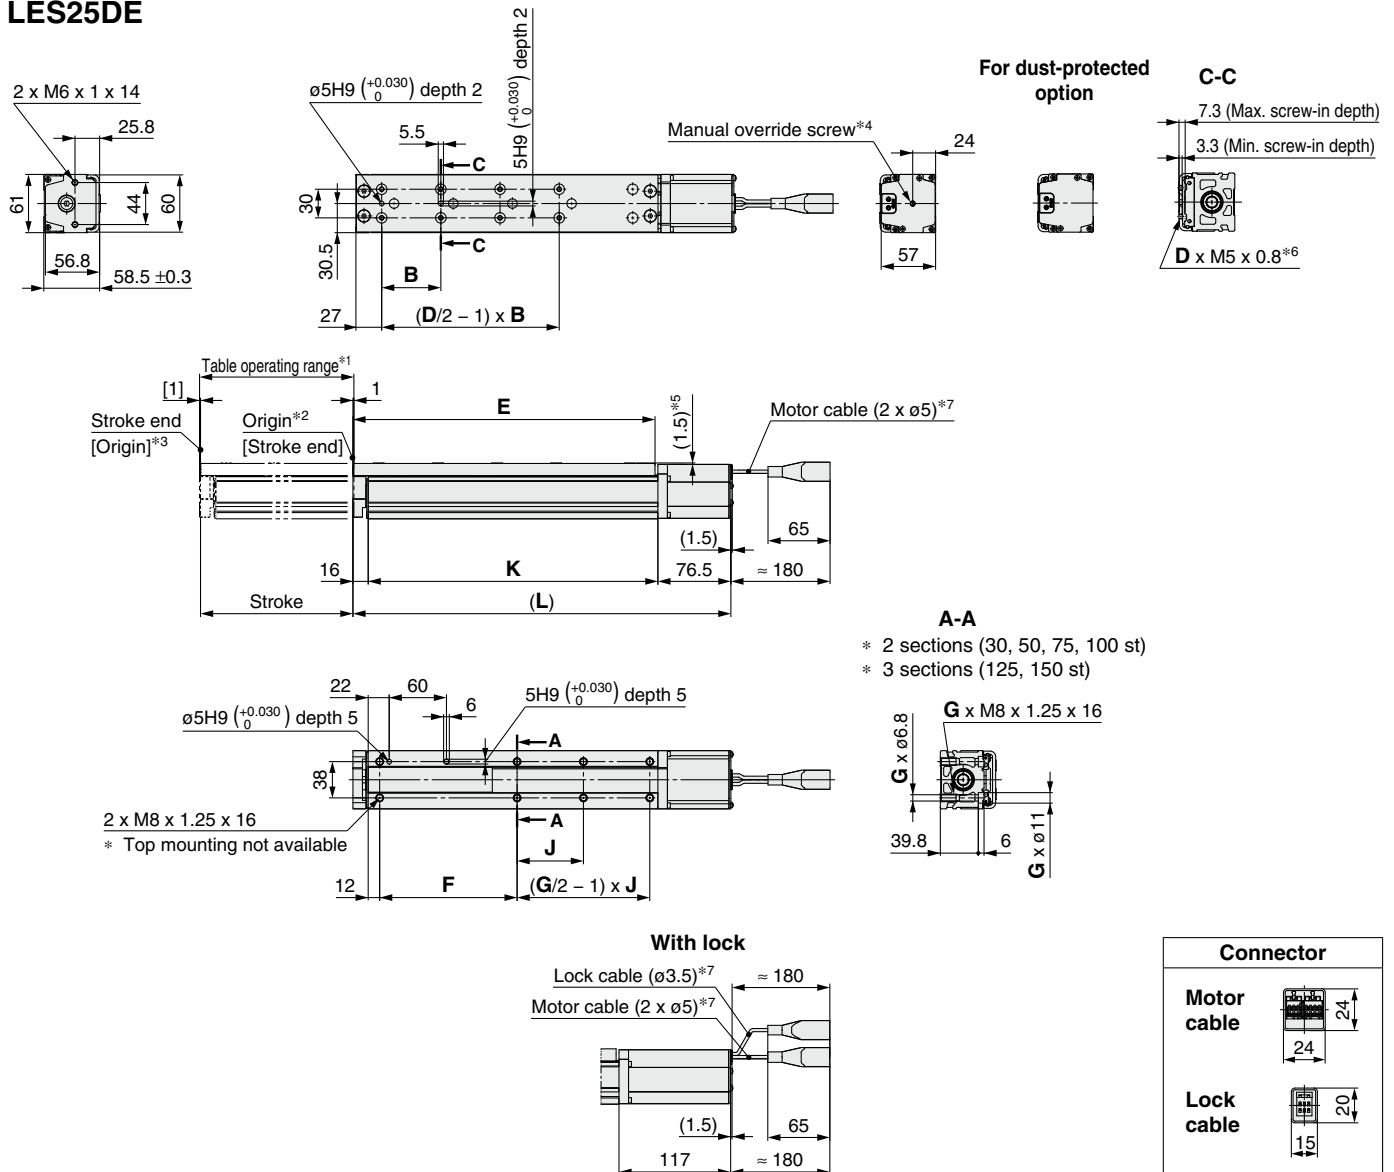 LES25DE
2 x M6 x 1 x 14
25.8
61
44
60
56.8
58.5 ±0.3
ø5H9 (+0.030 0) depth 2
5.5
5H9 (+0.030 0) depth 2
C
C
30
30.5
B
27
(D/2 − 1) x B
Manual override screw*4
24
57
For dust-protected
option
C-C
7.3 (Max. screw-in depth)
3.3 (Min. screw-in depth)
D x M5 x 0.8*6
Table operating range*1
[1]
1
Stroke end
[Origin]*3
Origin*2
[Stroke end]
E
(1.5)*5
Motor cable (2 x ø5)*7
(1.5)
65
16
K
76.5
≈ 180
Stroke
(L)
A-A
* 2 sections (30, 50, 75, 100 st)
* 3 sections (125, 150 st)
22
60
6
5H9 (+0.030 0) depth 5
ø5H9 (+0.030 0) depth 5
A
A
38
2 x M8 x 1.25 x 16
* Top mounting not available
J
12
F
(G/2 − 1) x J
G x M8 x 1.25 x 16
G x ø6.8
39.8
6
G x ø11
With lock
Lock cable (ø3.5)*7
≈ 180
Motor cable (2 x ø5)*7
(1.5)
65
117
≈ 180
Connector
Motor
cable
24
24
Lock
cable
20
15